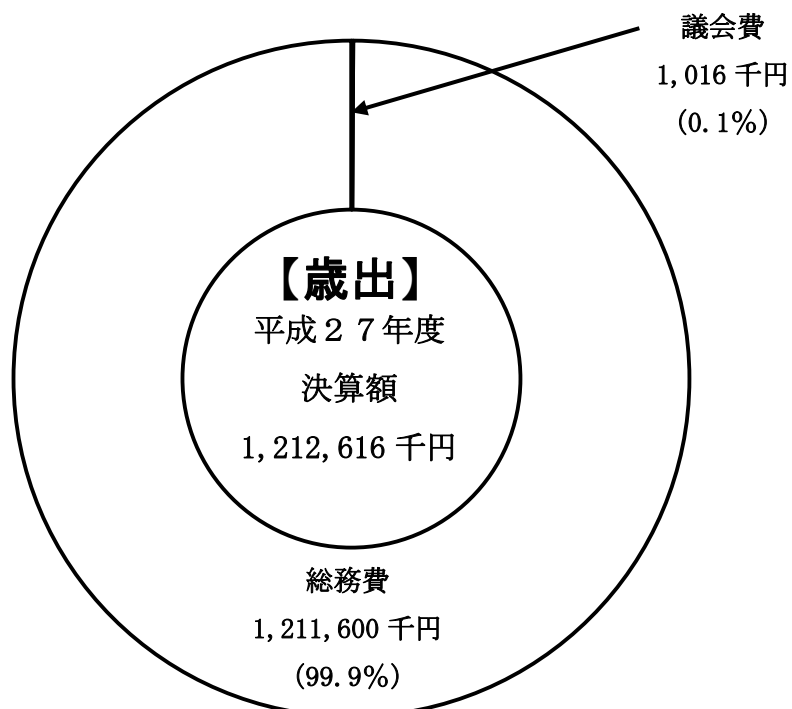 議会費
1,016 千円
(0.1%)
【歳出】
平成２７年度
決算額
1,212,616 千円
総務費
1,211,600 千円
(99.9%)